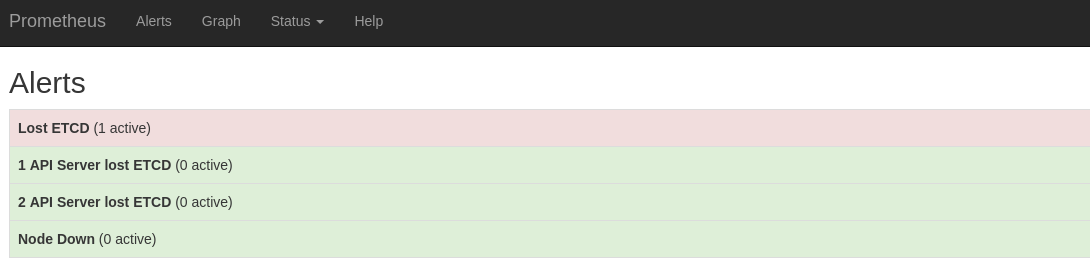 Prometheus Alerts Graph Status Help
Alerts
Lost ETCD (1 active)
1 API Server lost ETCD (0 active)
2 API Server lost ETCD (0 active)
Node Down (0 active)